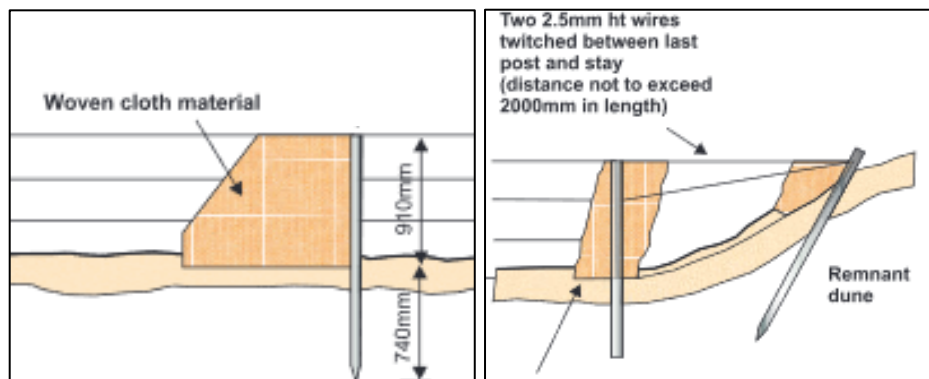 Woven cloth material
910mm
740mm
Two 2.5mm ht wires
twitched between last
post and stay
(distance not to exceed
2000mm in length)
Remnant
dune